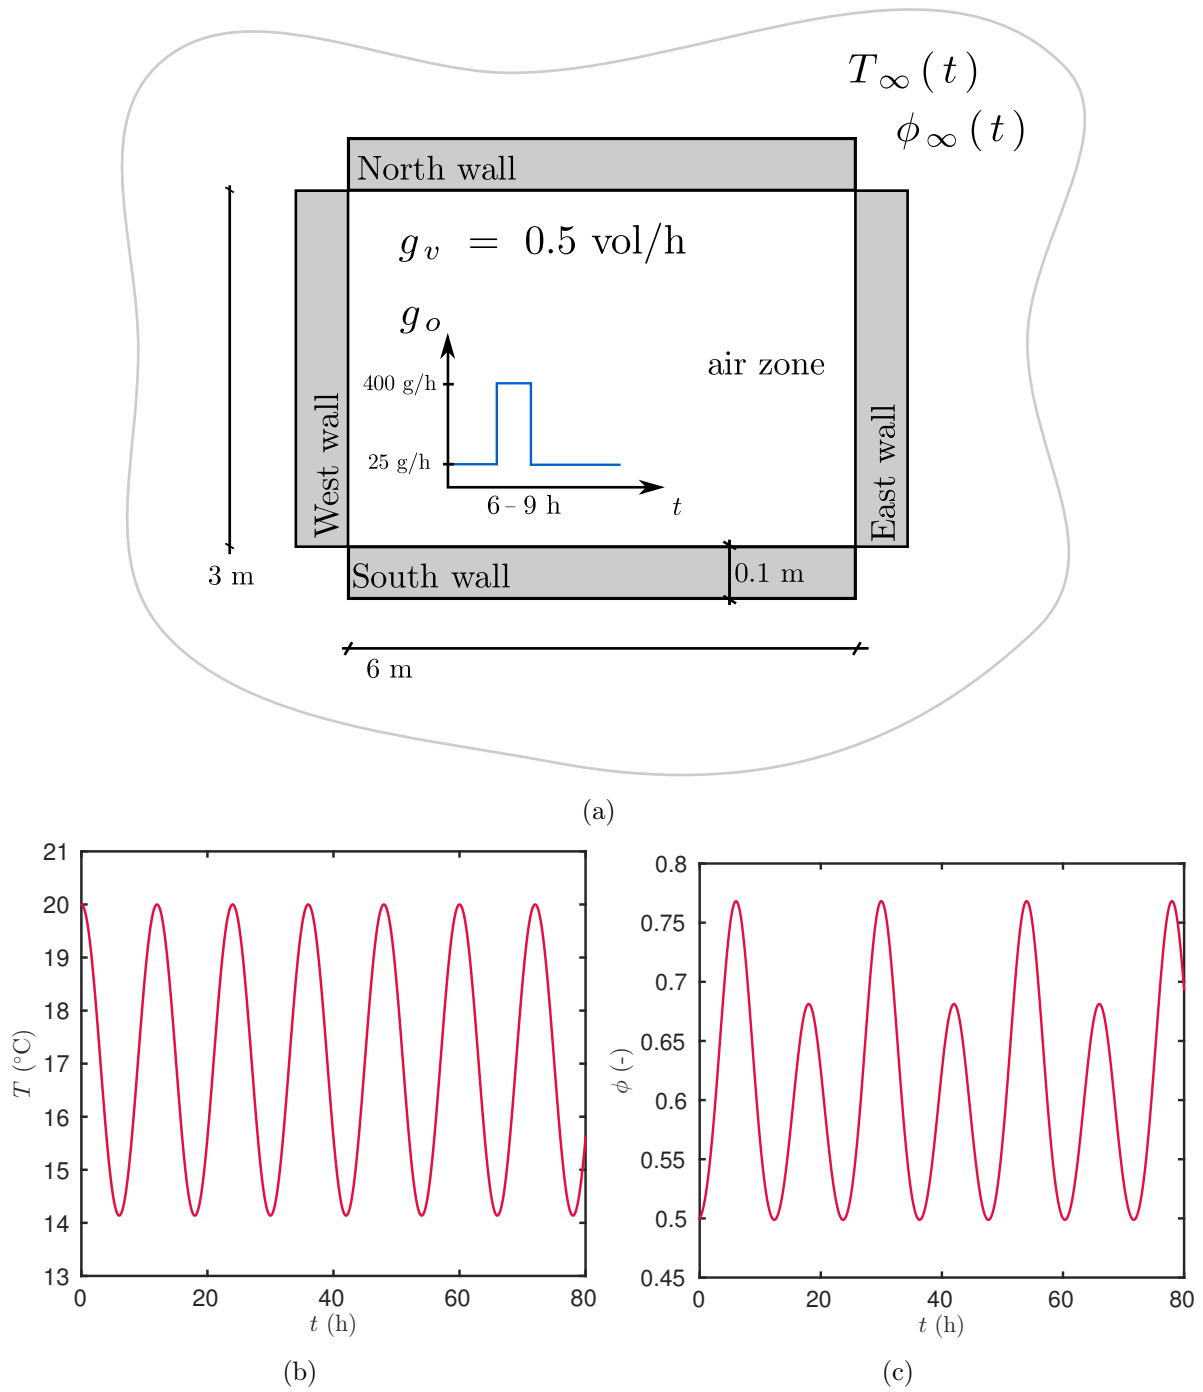 T∞(t)
ϕ∞(t)
North wall
g_v = 0.5 vol/h
g_o
air zone
400 g/h
25 g/h
6 – 9 h
t
West wall
East wall
3 m
South wall
0.1 m
6 m
(a)
21
20
19
18
17
16
15
14
13
T (°C)
0
20
40
60
80
t (h)
(b)
0.8
0.75
0.7
0.65
0.6
0.55
0.5
0.45
ϕ (-)
0
20
40
60
80
t (h)
(c)